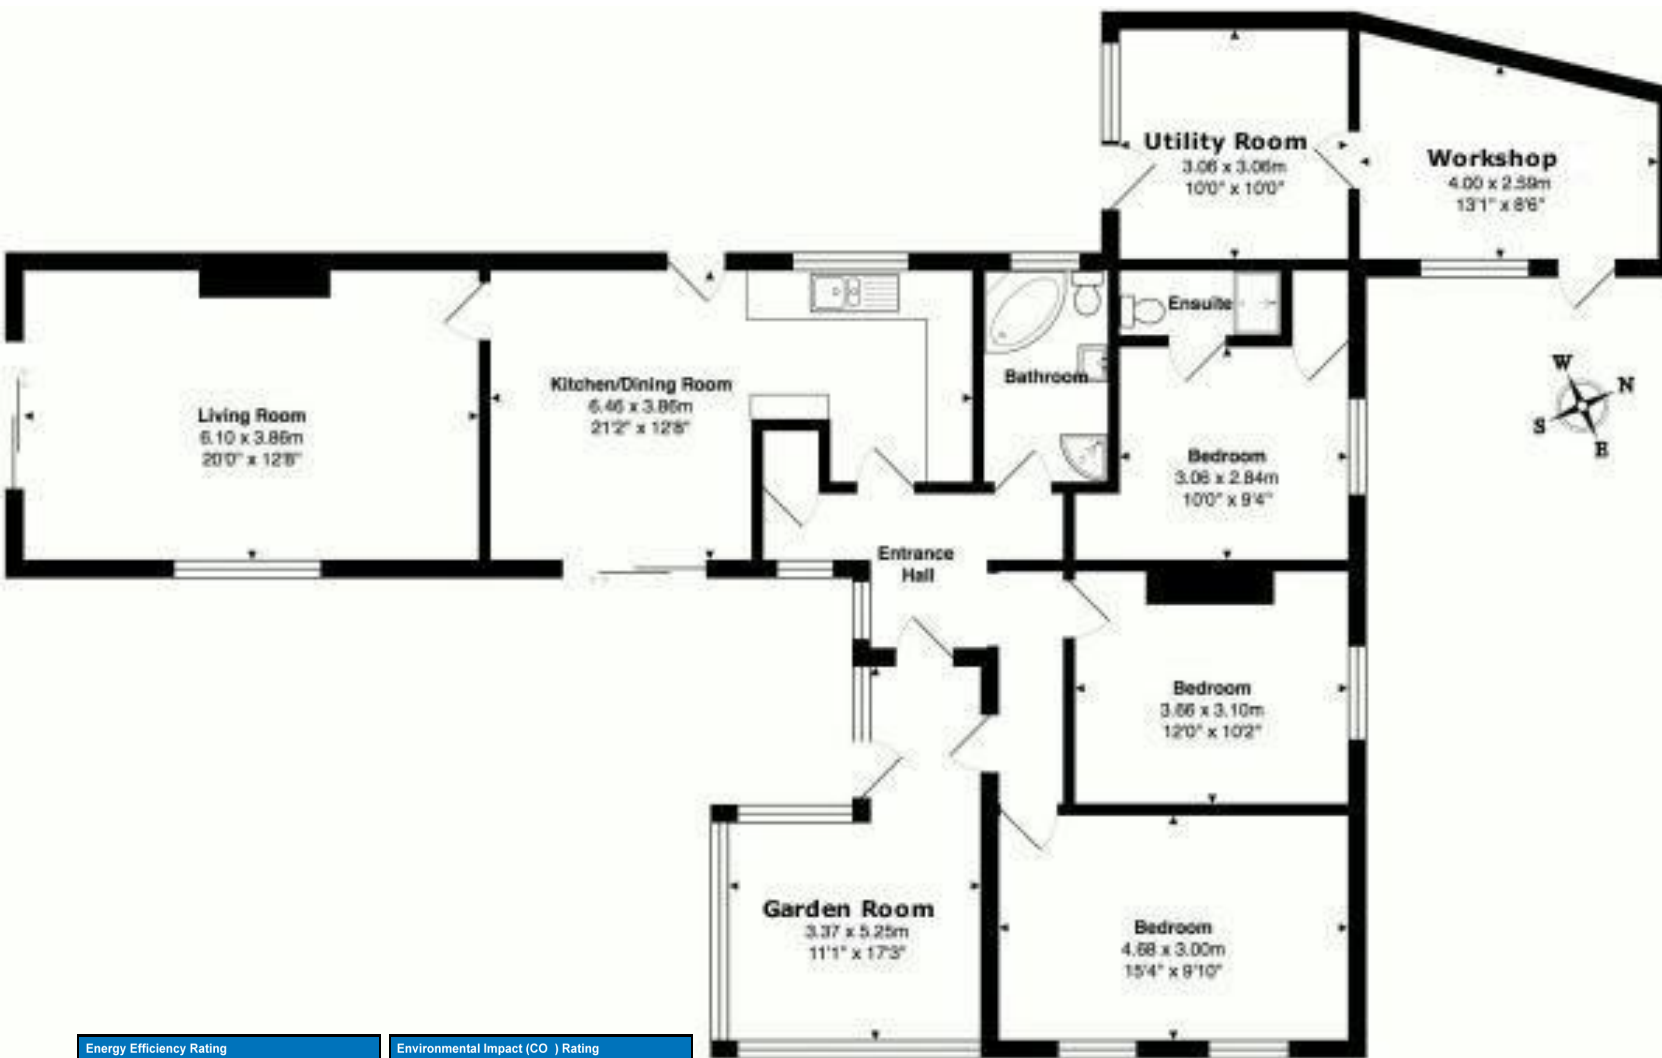 Utility Room
3.06 x 3.06m
10'0" x 10'0"
Workshop
4.00 x 2.59m
13'1" x 8'6"
Ensuite
Bathroom
Kitchen/Dining Room
6.46 x 3.86m
21'2" x 12'8"
Living Room
6.10 x 3.86m
20'0" x 12'8"
Bedroom
3.06 x 2.84m
10'0" x 9'4"
W
N
S
E
Entrance
Hall
Bedroom
3.66 x 3.10m
12'0" x 10'2"
Garden Room
3.37 x 5.25m
11'1" x 17'3"
Bedroom
4.68 x 3.00m
15'4" x 9'10"
Energy Efficiency Rating
Environmental Impact (CO ) Rating